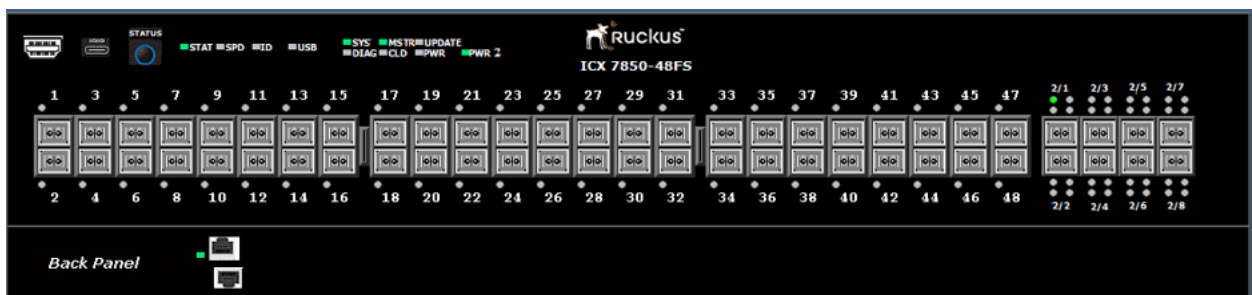 STATUS
STAT SPD ID USB SYS MSTR UPDATE
DIAG CLD PWR PWR 2
Ruckus
ICX 7850-48FS
1 3 5 7 9 11 13 15 17 19 21 23 25 27 29 31 33 35 37 39 41 43 45 47 2/1 2/3 2/5 2/7
2 4 6 8 10 12 14 16 18 20 22 24 26 28 30 32 34 36 38 40 42 44 46 48 2/2 2/4 2/6 2/8
Back Panel